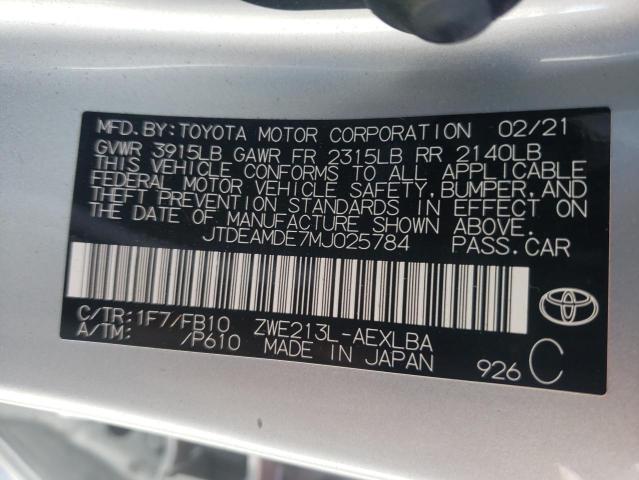 MFD.BY:TOYOTA MOTOR CORPORATION 02/21
GVWR 3915LB GAWR FR 2315LB RR 2140LB
THIS VEHICLE CONFORMS TO ALL APPLICABLE
FEDERAL MOTOR VEHICLE SAFETY,BUMPER,AND
THEFT PREVENTION STANDARDS IN EFFECT ON
THE DATE OF MANUFACTURE SHOWN ABOVE.
JTDEAMDE7MJ025784 PASS.CAR
C/TR:1F7/FB10 ZWE213L-AEXLBA
A/TM: /P610 MADE IN JAPAN
926 C